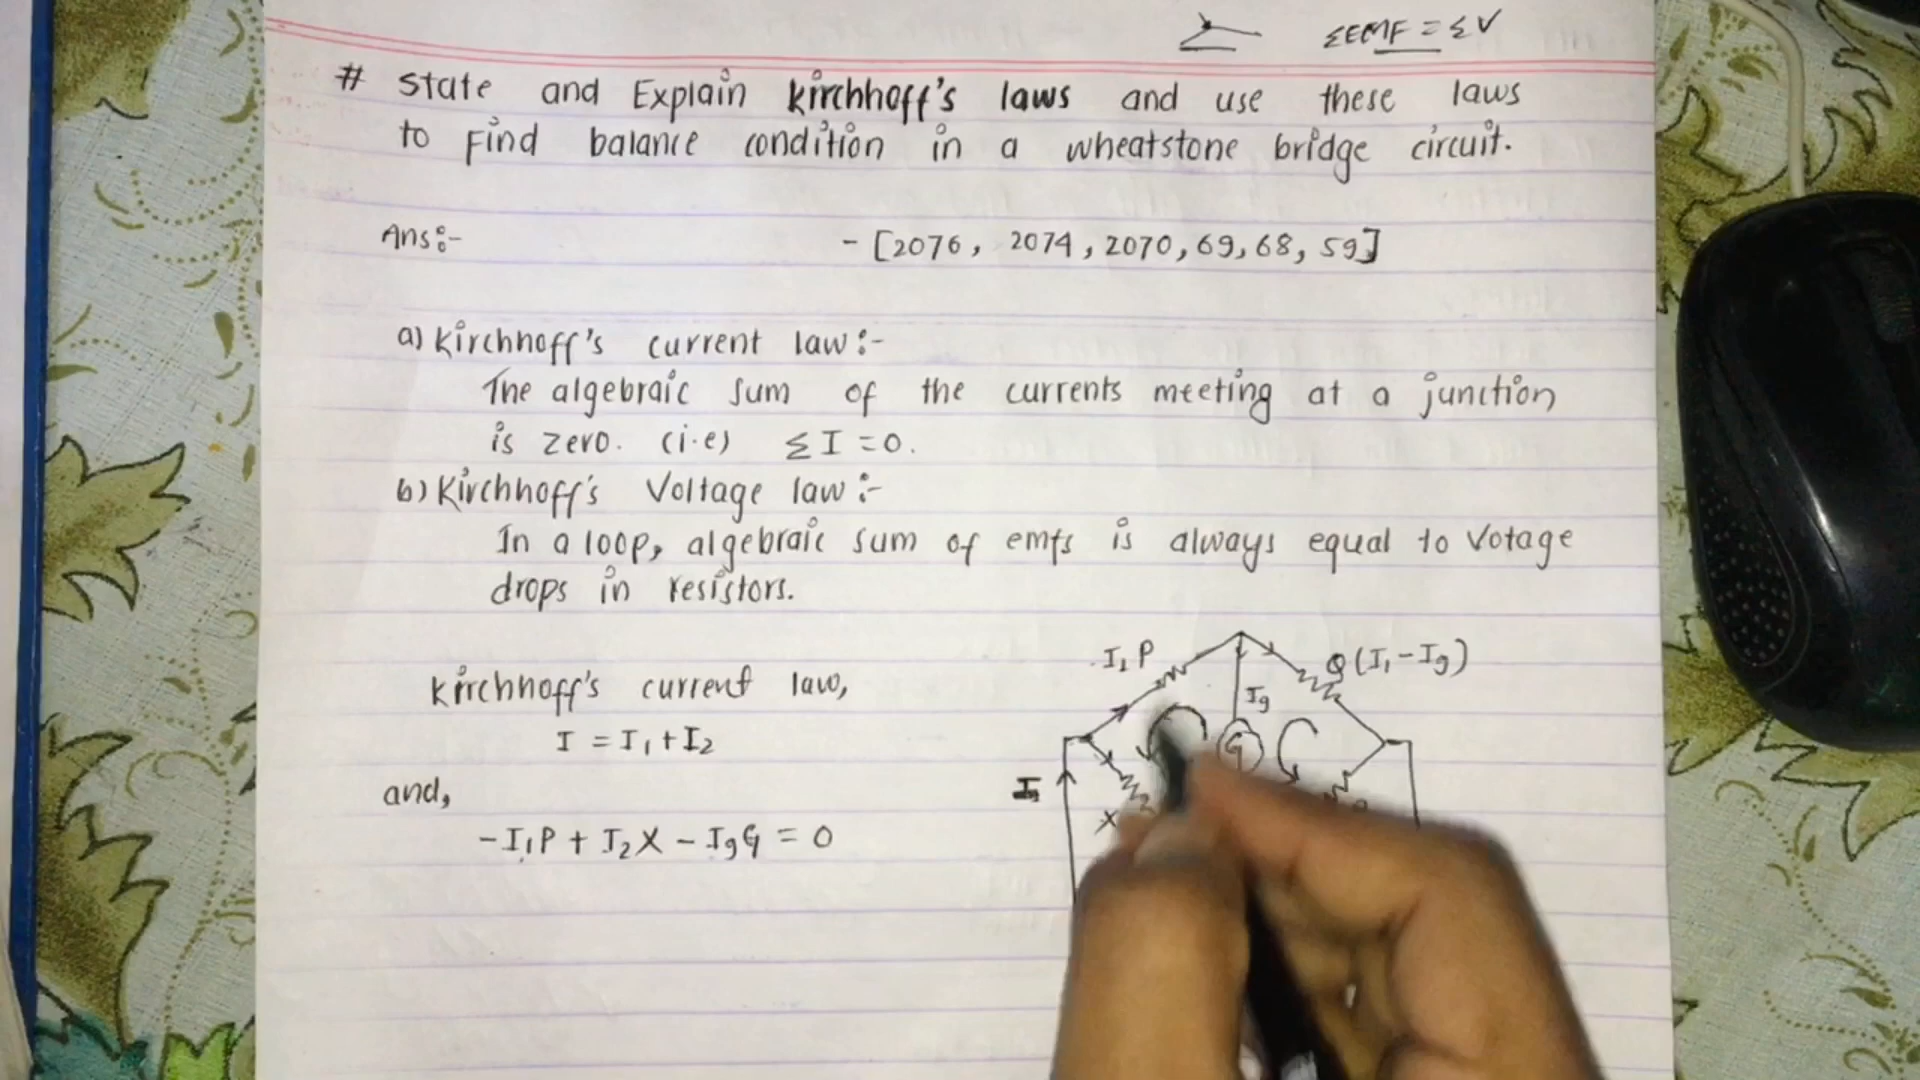 ΣEMF = ΣV
# State and Explain Kirchhoff's laws and use these laws
to Find balance condition in a wheatstone bridge circuit.
Ans:-
- [2076, 2074, 2070, 69, 68, 59]
a) Kirchhoff's current law :-
The algebraic sum of the currents meeting at a junction
is zero. (i.e) ΣI = 0.
b) Kirchhoff's Voltage law :-
In a loop, algebraic sum of emfs is always equal to Votage
drops in resistors.
I₁ P
Q (I₁ - Ig)
Kirchhoff's current law,
Ig
I = I₁ + I₂
G
and,
I
X
-I₁P + I₂X - IgG = 0